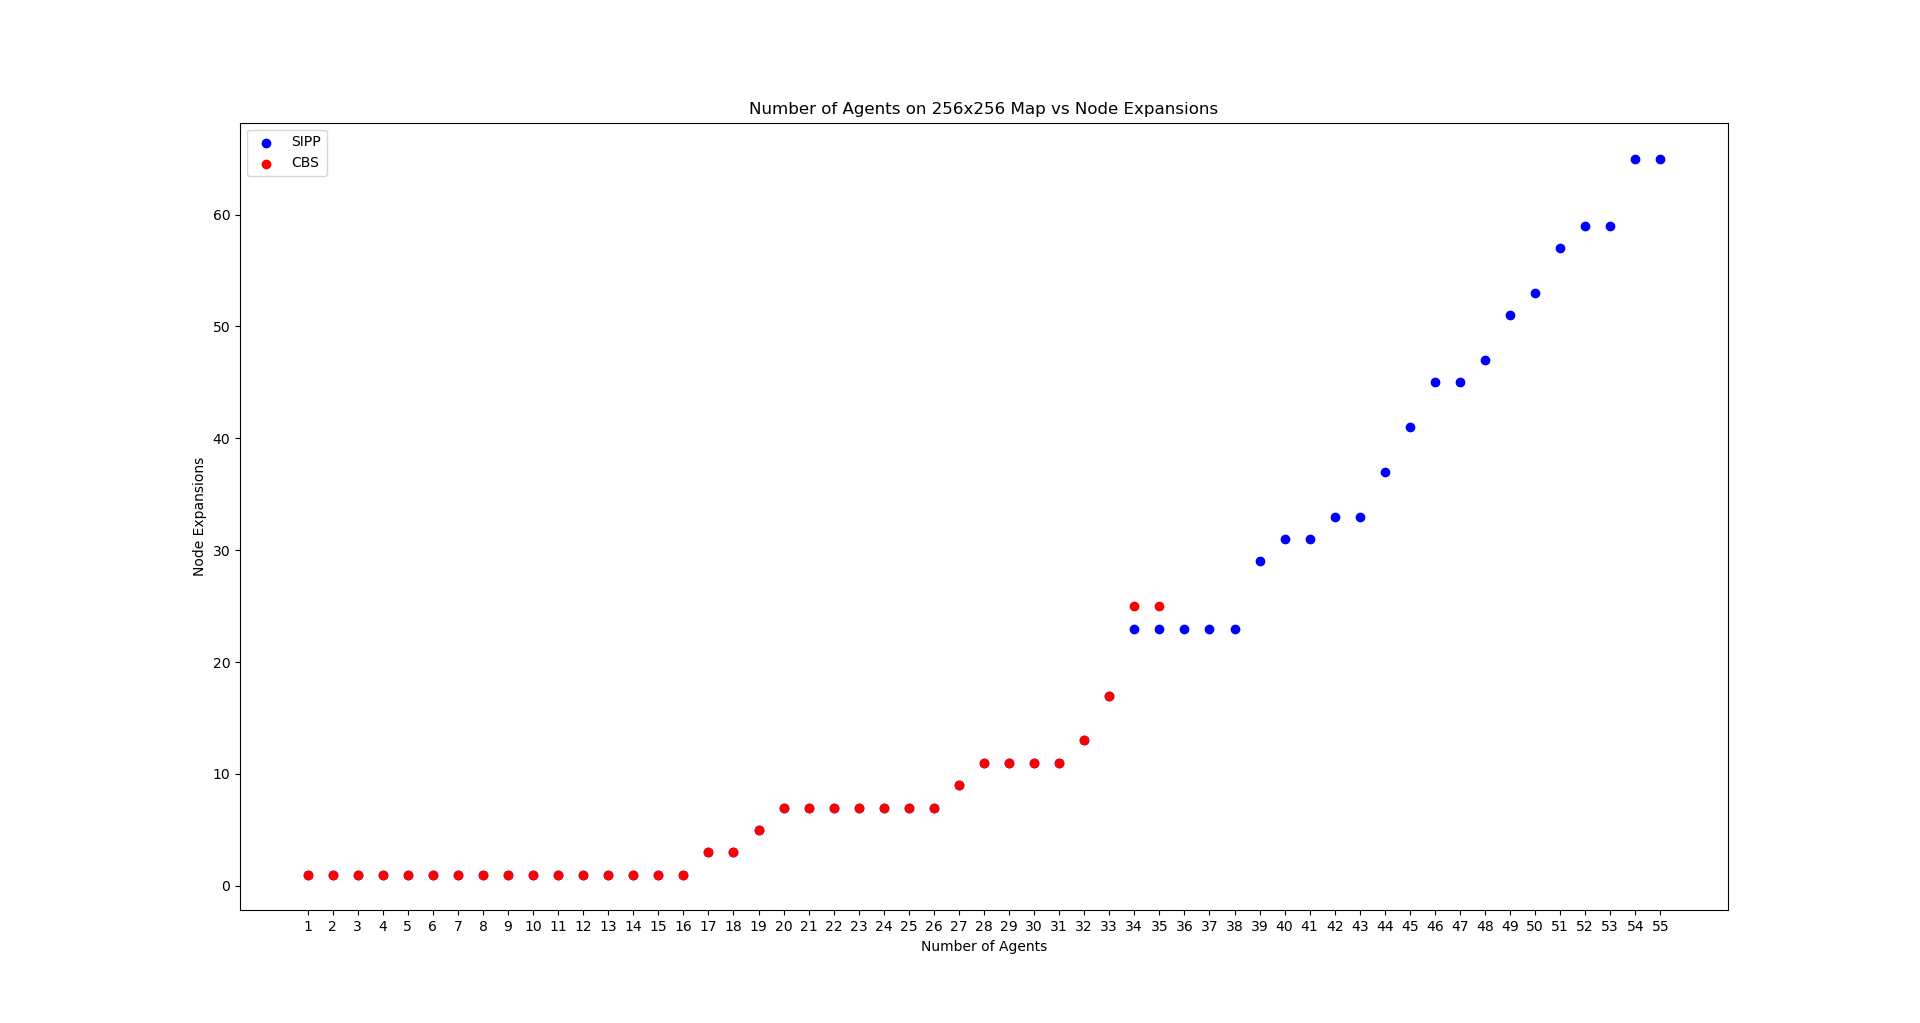 Number of Agents on 256x256 Map vs Node Expansions
SIPP
CBS
60
50
40
30
20
10
0
Node Expansions
1 2 3 4 5 6 7 8 9 10 11 12 13 14 15 16 17 18 19 20 21 22 23 24 25 26 27 28 29 30 31 32 33 34 35 36 37 38 39 40 41 42 43 44 45 46 47 48 49 50 51 52 53 54 55
Number of Agents